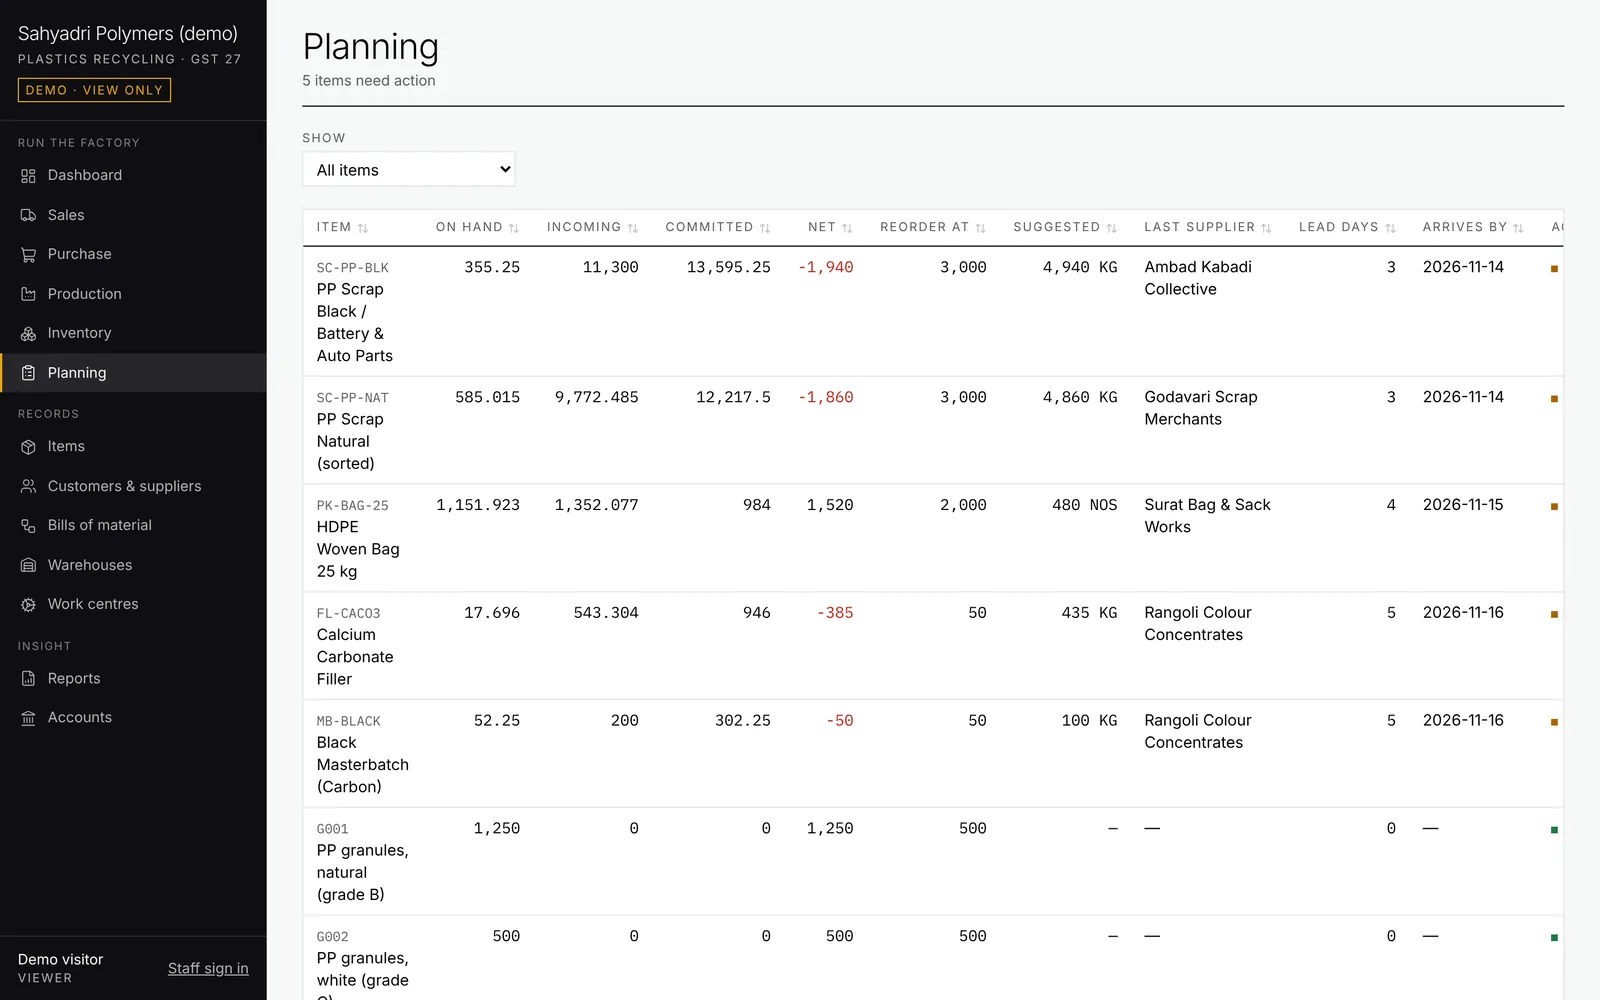 Sahyadri Polymers (demo)
PLASTICS RECYCLING · GST 27
DEMO · VIEW ONLY
RUN THE FACTORY
Dashboard
Sales
Purchase
Production
Inventory
Planning
RECORDS
Items
Customers & suppliers
Bills of material
Warehouses
Work centres
INSIGHT
Reports
Accounts
Demo visitor
VIEWER
Staff sign in
Planning
5 items need action
SHOW
All items
ITEM ON HAND INCOMING COMMITTED NET REORDER AT SUGGESTED LAST SUPPLIER LEAD DAYS ARRIVES BY
SC-PP-BLK 355.25 11,300 13,595.25 -1,940 3,000 4,940 KG Ambad Kabadi 3 2026-11-14
PP Scrap Collective
Black /
Battery &
Auto Parts
SC-PP-NAT 585.015 9,772.485 12,217.5 -1,860 3,000 4,860 KG Godavari Scrap 3 2026-11-14
PP Scrap Merchants
Natural
(sorted)
PK-BAG-25 1,151.923 1,352.077 984 1,520 2,000 480 NOS Surat Bag & Sack 4 2026-11-15
HDPE Works
Woven Bag
25 kg
FL-CACO3 17.696 543.304 946 -385 50 435 KG Rangoli Colour 5 2026-11-16
Calcium Concentrates
Carbonate
Filler
MB-BLACK 52.25 200 302.25 -50 50 100 KG Rangoli Colour 5 2026-11-16
Black Concentrates
Masterbatch
(Carbon)
G001 1,250 0 0 1,250 500 — — 0 —
PP granules,
natural
(grade B)
G002 500 0 0 500 500 — — 0 —
PP granules,
white (grade